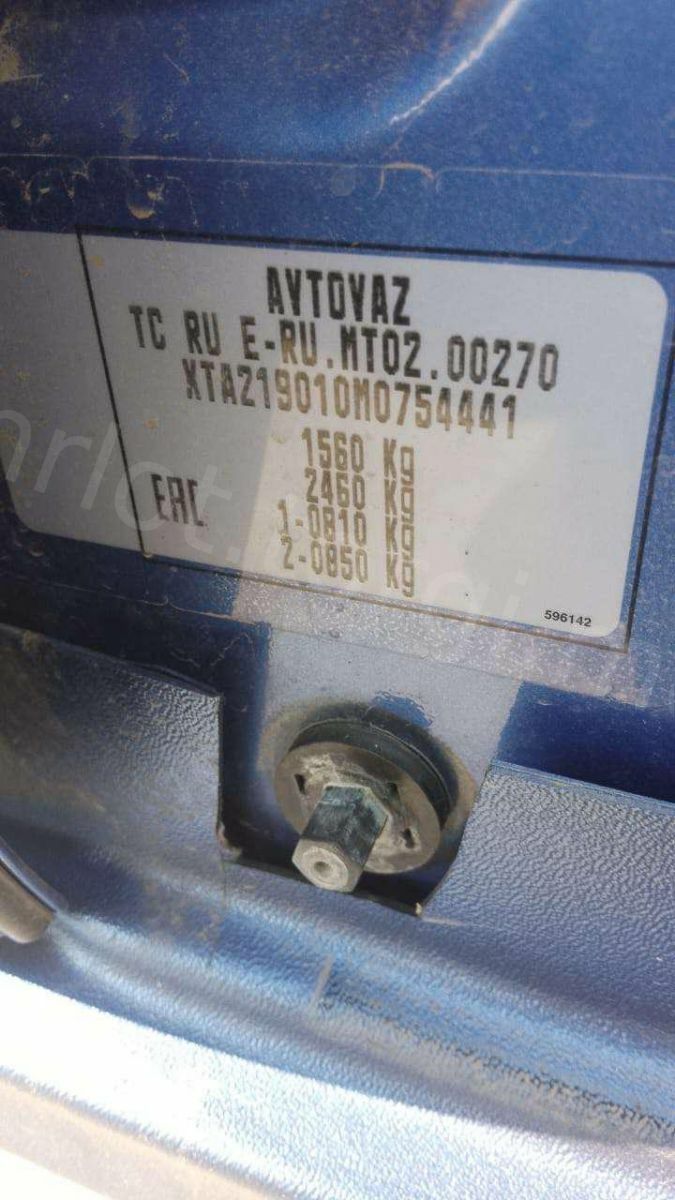 AVTOVAZ
TC RU E-RU.MT02.00270
XTA219010M0754441
1560 Kg
2460 Kg
EAC
1-0810 Kg
2-0850 Kg
596142